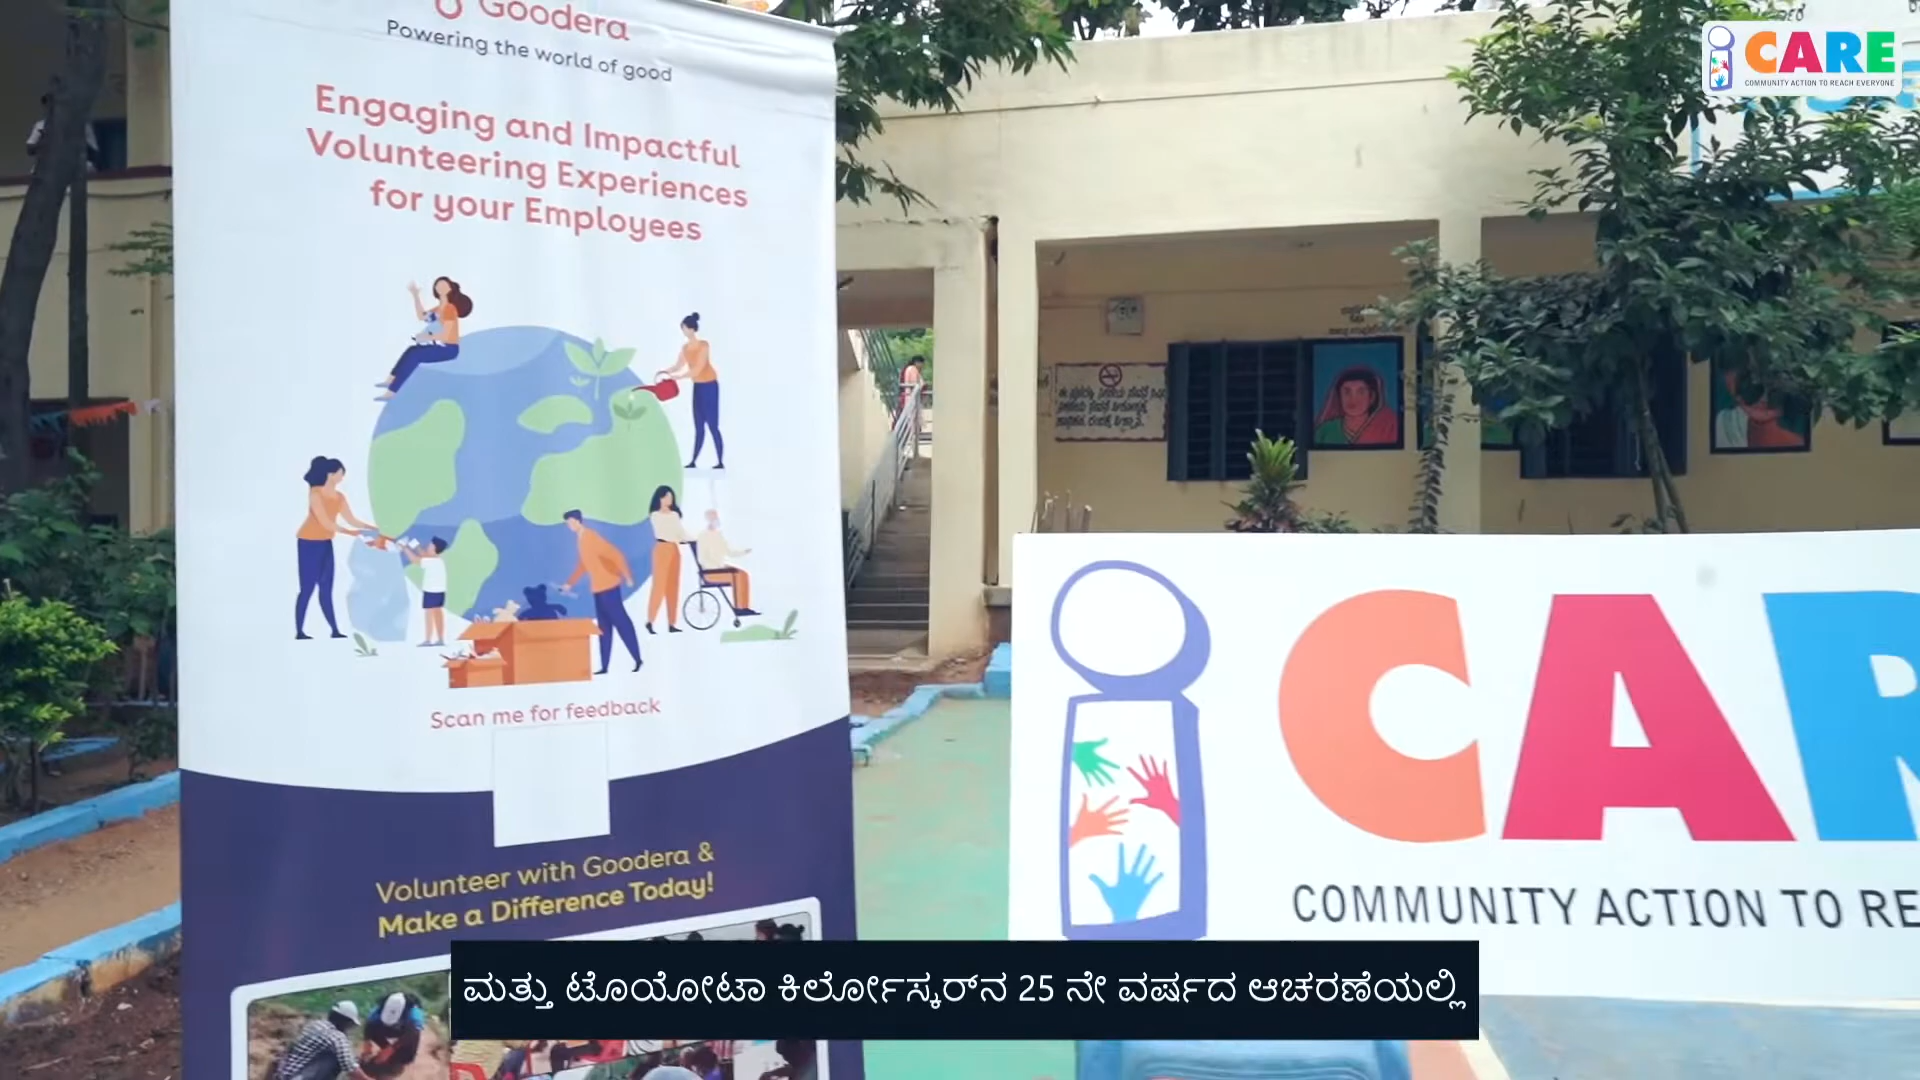 Goodera
Powering the world of good
Engaging and Impactful
Volunteering Experiences
for your Employees
Scan me for feedback
Volunteer with Goodera &
Make a Difference Today!
CARE
COMMUNITY ACTION TO REACH EVERYONE
CAR
COMMUNITY ACTION TO RE
ಮತ್ತು ಟೊಯೋಟಾ ಕಿರ್ಲೋಸ್ಕರ್‌ನ 25 ನೇ ವರ್ಷದ ಆಚರಣೆಯಲ್ಲಿ